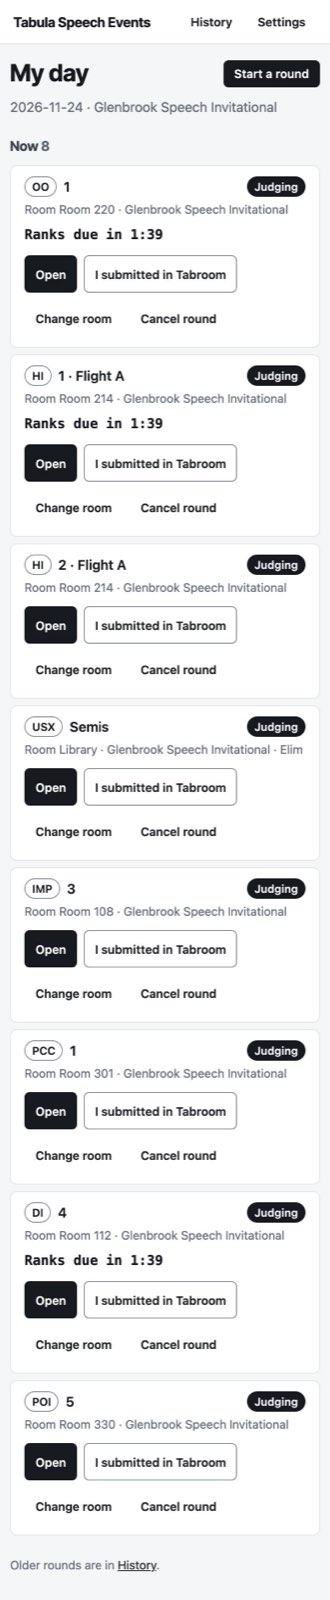 Tabula Speech Events History Settings
My day Start a round
2026-11-24 · Glenbrook Speech Invitational
Now 8
OO 1 Judging
Room Room 220 · Glenbrook Speech Invitational
Ranks due in 1:39
Open I submitted in Tabroom
Change room Cancel round
HI 1 · Flight A Judging
Room Room 214 · Glenbrook Speech Invitational
Ranks due in 1:39
Open I submitted in Tabroom
Change room Cancel round
HI 2 · Flight A Judging
Room Room 214 · Glenbrook Speech Invitational
Open I submitted in Tabroom
Change room Cancel round
USX Semis Judging
Room Library · Glenbrook Speech Invitational · Elim
Open I submitted in Tabroom
Change room Cancel round
IMP 3 Judging
Room Room 108 · Glenbrook Speech Invitational
Open I submitted in Tabroom
Change room Cancel round
PCC 1 Judging
Room Room 301 · Glenbrook Speech Invitational
Open I submitted in Tabroom
Change room Cancel round
DI 4 Judging
Room Room 112 · Glenbrook Speech Invitational
Ranks due in 1:39
Open I submitted in Tabroom
Change room Cancel round
POI 5 Judging
Room Room 330 · Glenbrook Speech Invitational
Open I submitted in Tabroom
Change room Cancel round
Older rounds are in History.